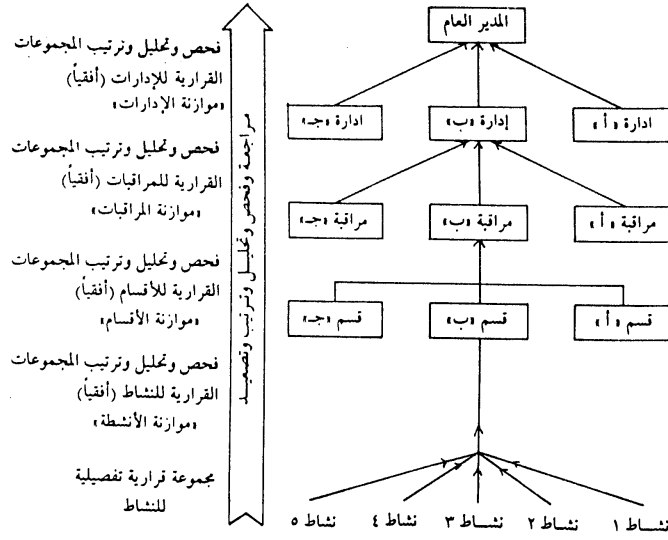 المدير العام
ادارة «أ»
إدارة «ب»
ادارة «جـ»
مراقبة «أ»
مراقبة «ب»
مراقبة «جـ»
قسم «أ»
قسم «ب»
قسم «جـ»
نشاط ١
نشاط ٢
نشاط ٣
نشاط ٤
نشاط ٥
مراجعة وفحص وتحليل وترتيب وتصعيد
فحص وتحليل وترتيب المجموعات
القرارية للإدارات (أفقياً)
«موازنة الإدارات»
فحص وتحليل وترتيب المجموعات
القرارية للمراقبات (أفقياً)
«موازنة المراقبات»
فحص وتحليل وترتيب المجموعات
القرارية للأقسام (أفقياً)
«موازنة الأقسام»
فحص وتحليل وترتيب المجموعات
القرارية للنشاط (أفقياً)
«موازنة الأنشطة»
مجموعة قرارية تفصيلية
للنشاط